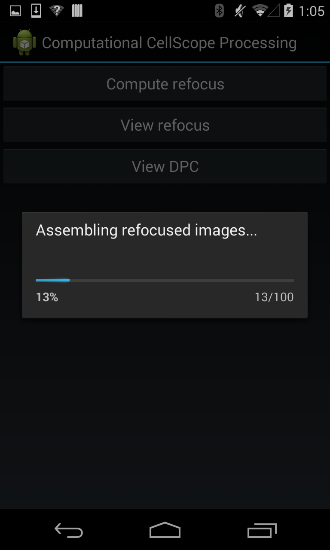 1:05
Computational CellScope Processing
Compute refocus
View refocus
View DPC
Assembling refocused images...
13% 13/100